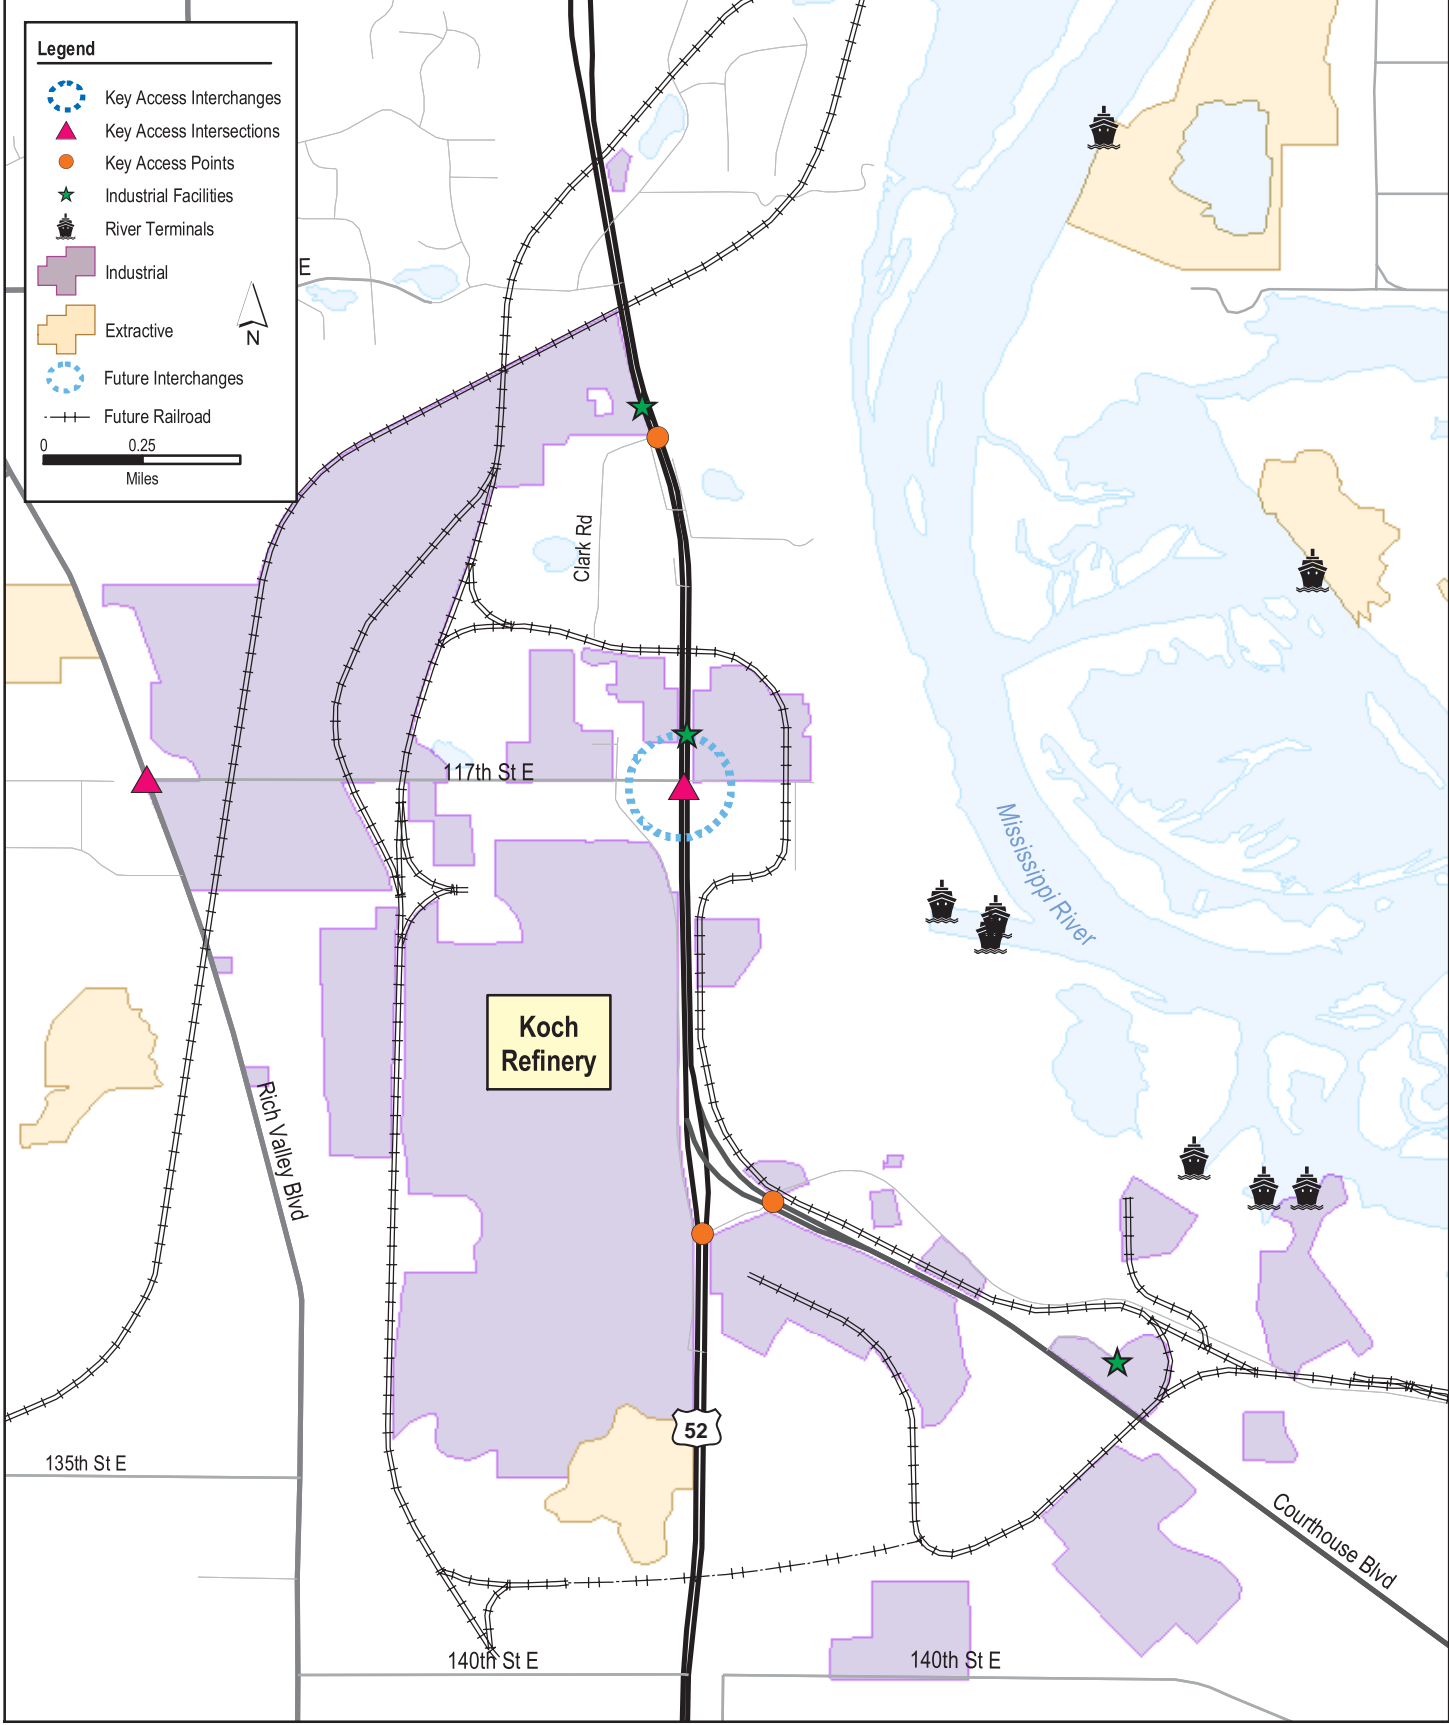 Legend
Key Access Interchanges
Key Access Intersections
Key Access Points
Industrial Facilities
River Terminals
Industrial
Extractive
N
Future Interchanges
Future Railroad
0 0.25
Miles
E
Clark Rd
117th St E
Mississippi River
Koch
Refinery
Rich Valley Blvd
52
135th St E
Courthouse Blvd
140th St E
140th St E